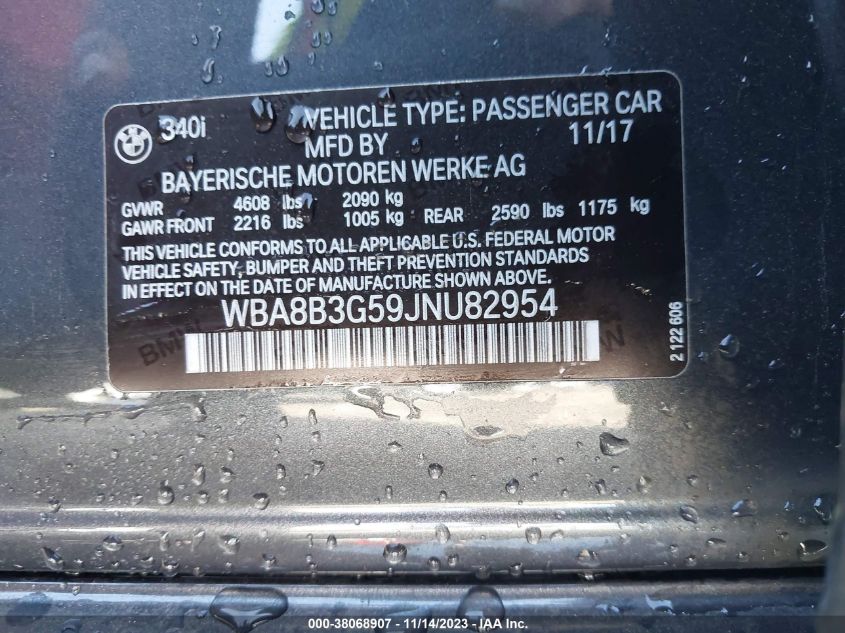 340i VEHICLE TYPE: PASSENGER CAR
MFD BY 11/17
BAYERISCHE MOTOREN WERKE AG
GVWR 4608 lbs 2090 kg
GAWR FRONT 2216 lbs 1005 kg REAR 2590 lbs 1175 kg
THIS VEHICLE CONFORMS TO ALL APPLICABLE U.S. FEDERAL MOTOR
VEHICLE SAFETY, BUMPER AND THEFT PREVENTION STANDARDS
IN EFFECT ON THE DATE OF MANUFACTURE SHOWN ABOVE.
WBA8B3G59JNU82954
2 122 606
BMW
000-38068907 - 11/14/2023 - IAA Inc.